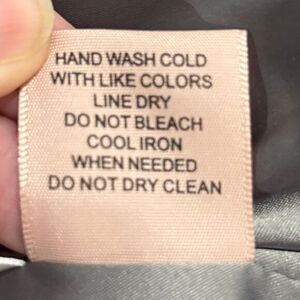 HAND WASH COLD
WITH LIKE COLORS
LINE DRY
DO NOT BLEACH
COOL IRON
WHEN NEEDED
DO NOT DRY CLEAN